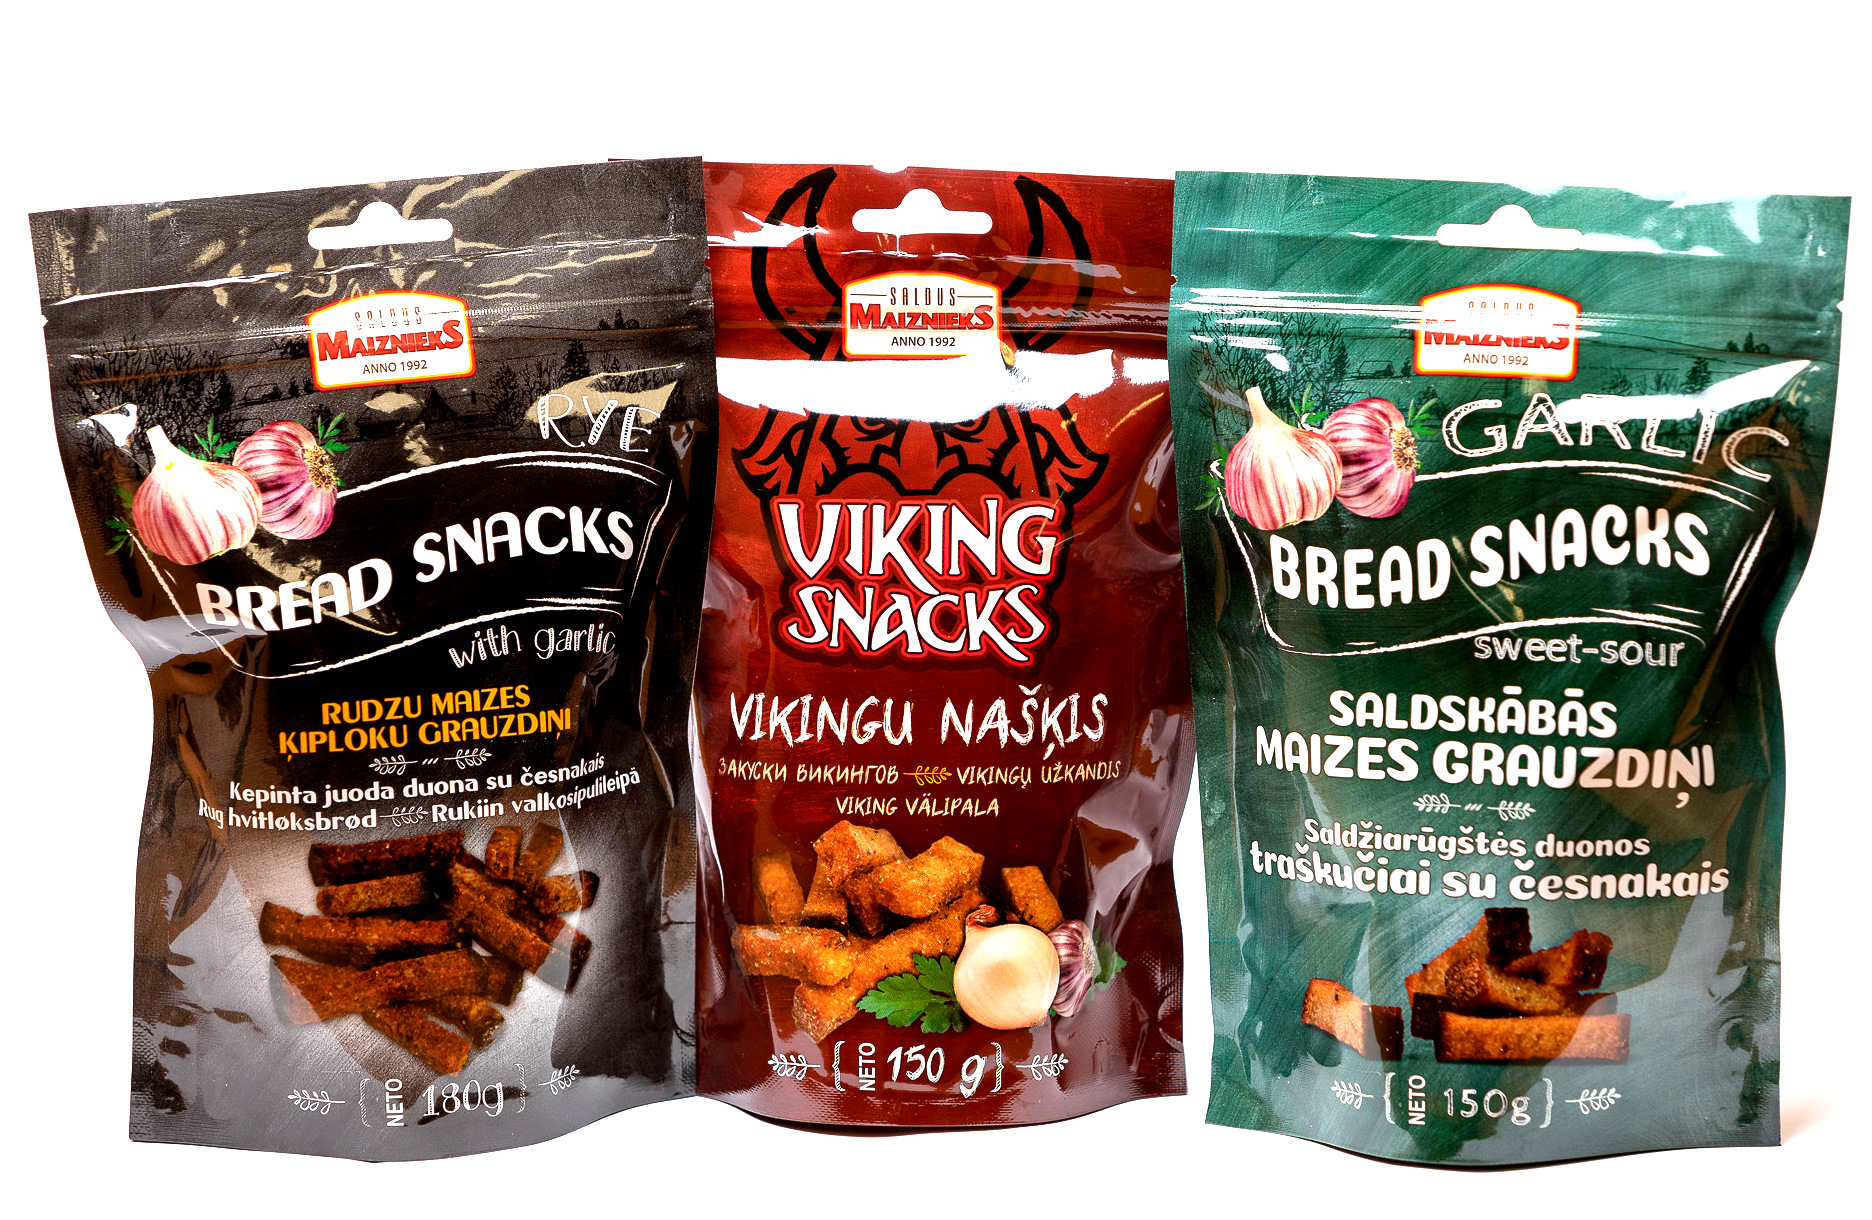 SALDUS
MAIZNIEKS
ANNO 1992
RYE
BREAD SNACKS
with garlic
RUDZU MAIZES
ĶIPLOKU GRAUZDIŅI
Kepinta juoda duona su česnakais
Rug hvitløksbrød Rukiin valkosipulileipä
NETO 180g
SALDUS
MAIZNIEKS
ANNO 1992
VIKING
SNACKS
VIKINGU NAŠĶIS
ЗАКУСКИ ВИКИНГОВ VIKINGŲ UŽKANDIS
VIKING VÄLIPALA
NETO 150 g
SALDUS
MAIZNIEKS
ANNO 1992
GARLIC
BREAD SNACKS
sweet-sour
SALDSKĀBĀS
MAIZES GRAUZDIŅI
Saldžiarūgštės duonos
traškučiai su česnakais
NETO 150g